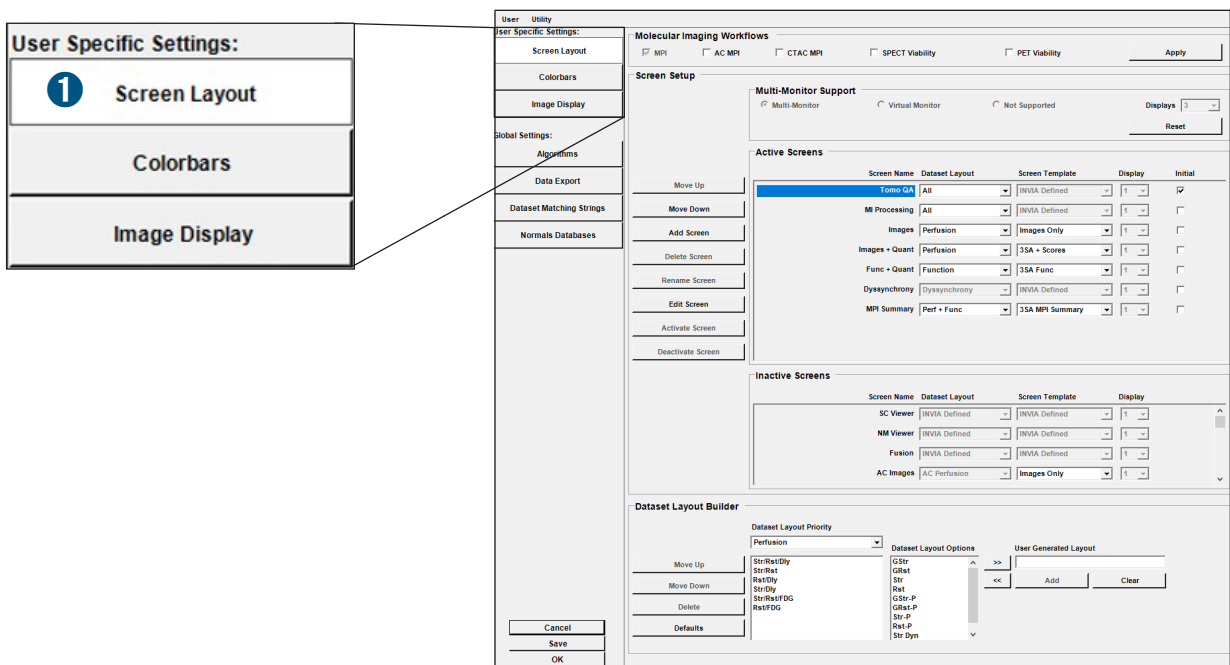 User Specific Settings:
1 Screen Layout
Colorbars
Image Display
User Utility
User Specific Settings:
Screen Layout
Colorbars
Image Display
Global Settings:
Algorithms
Data Export
Dataset Matching Strings
Normals Databases
Cancel
Save
OK
Molecular Imaging Workflows
MPI AC MPI CTAC MPI SPECT Viability PET Viability Apply
Screen Setup
Multi-Monitor Support
Multi-Monitor Virtual Monitor Not Supported Displays 3
Reset
Move Up
Move Down
Add Screen
Delete Screen
Rename Screen
Edit Screen
Activate Screen
Deactivate Screen
Active Screens
Screen Name Dataset Layout Screen Template Display Initial
Tomo QA All INVIA Defined 1
MI Processing All INVIA Defined 1
Images Perfusion Images Only 1
Images + Quant Perfusion 3SA + Scores 1
Func + Quant Function 3SA Func 1
Dyssynchrony Dyssynchrony INVIA Defined 1
MPI Summary Perf + Func 3SA MPI Summary 1
Inactive Screens
Screen Name Dataset Layout Screen Template Display
SC Viewer INVIA Defined INVIA Defined 1
NM Viewer INVIA Defined INVIA Defined 1
Fusion INVIA Defined INVIA Defined 1
AC Images AC Perfusion Images Only 1
Dataset Layout Builder
Move Up
Move Down
Delete
Defaults
Dataset Layout Priority
Perfusion
Str/Rst/Dly
Str/Rst
Rst/Dly
Str/Dly
Str/Rst/FDG
Rst/FDG
Dataset Layout Options
GStr
GRst
Str
Rst
GStr-P
GRst-P
Str-P
Rst-P
Str Dyn
>>
<<
User Generated Layout
Add Clear